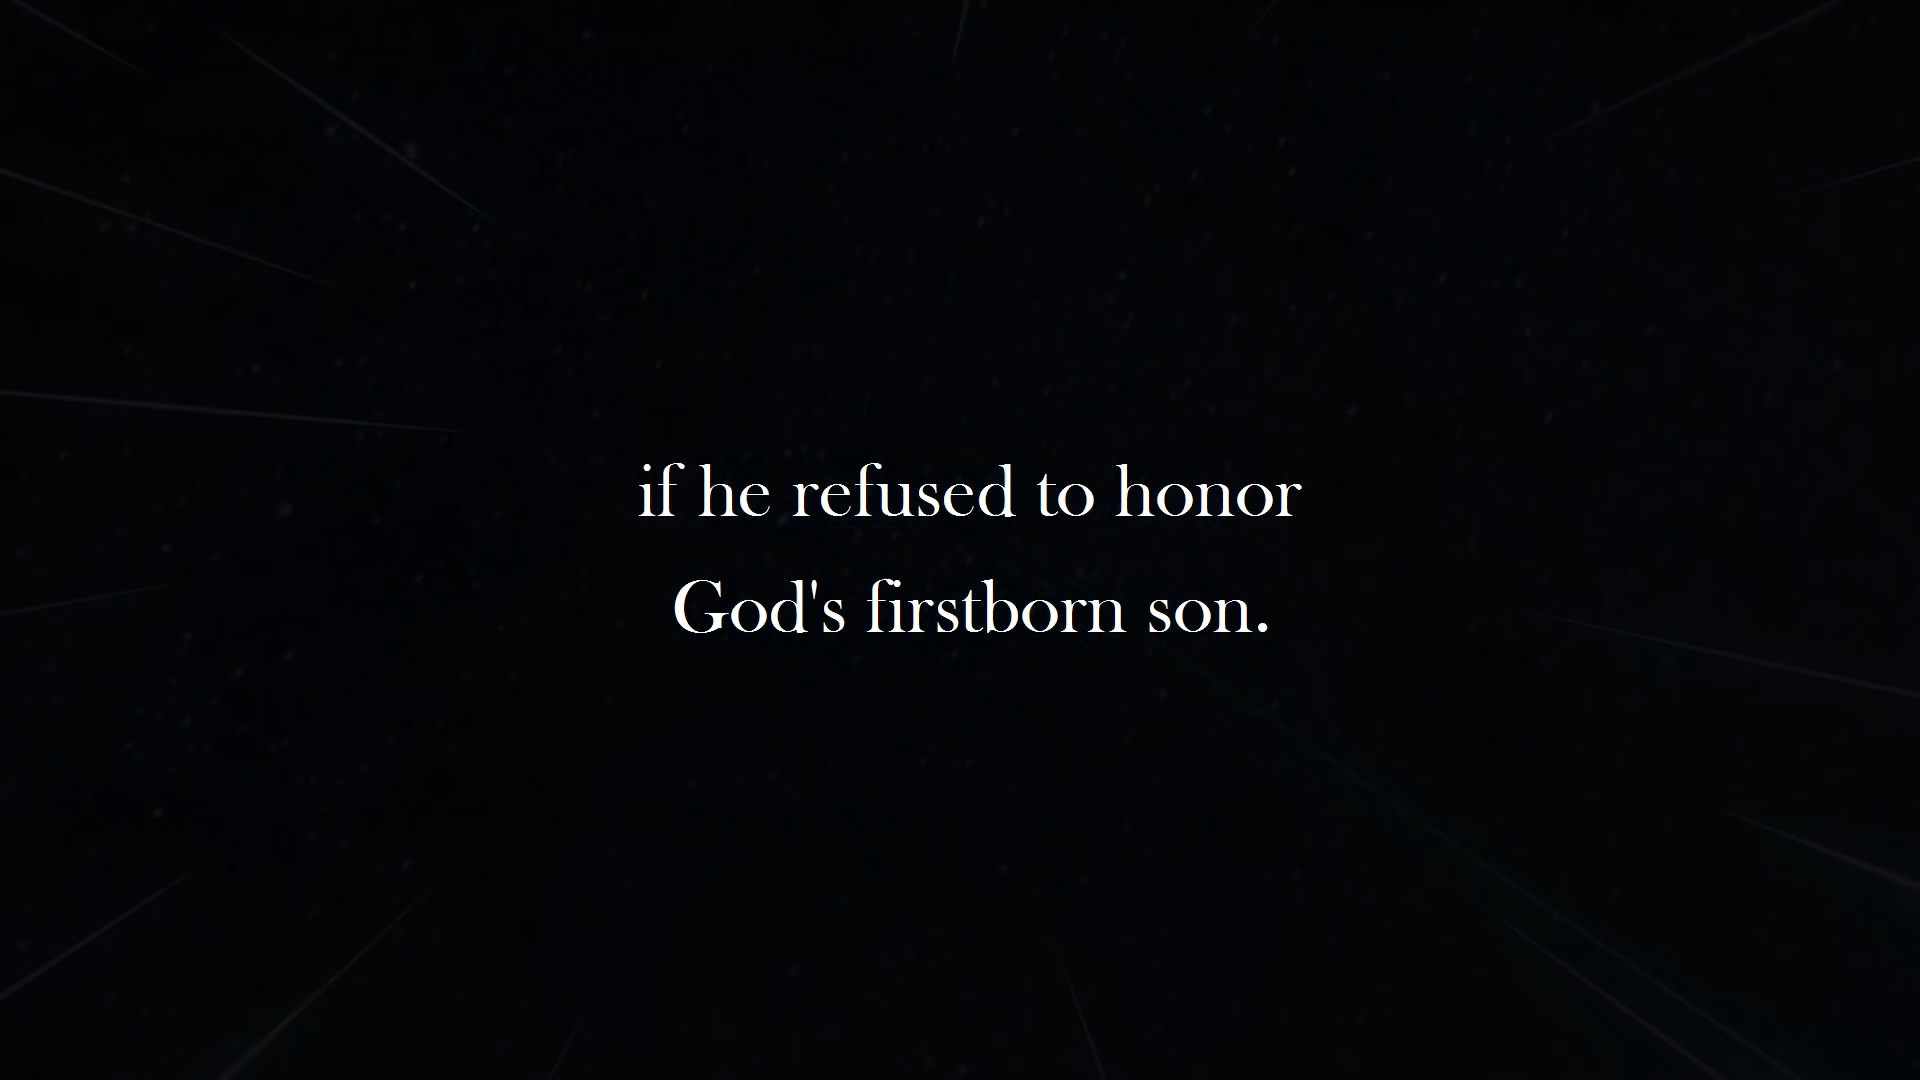 if he refused to honor
God's firstborn son.